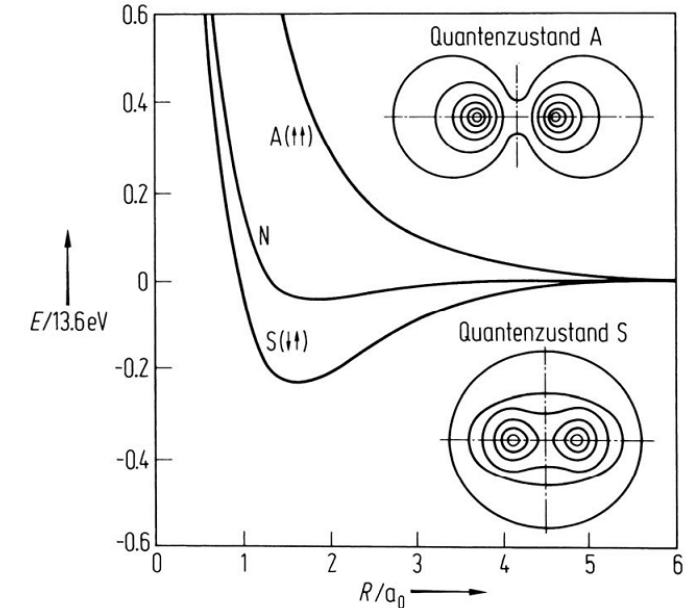 0.6
0.4
0.2
0
-0.2
-0.4
-0.6
E/13.6eV
Quantenzustand A
A(↑↑)
N
S(↓↑)
Quantenzustand S
0 1 2 3 4 5 6
R/a₀